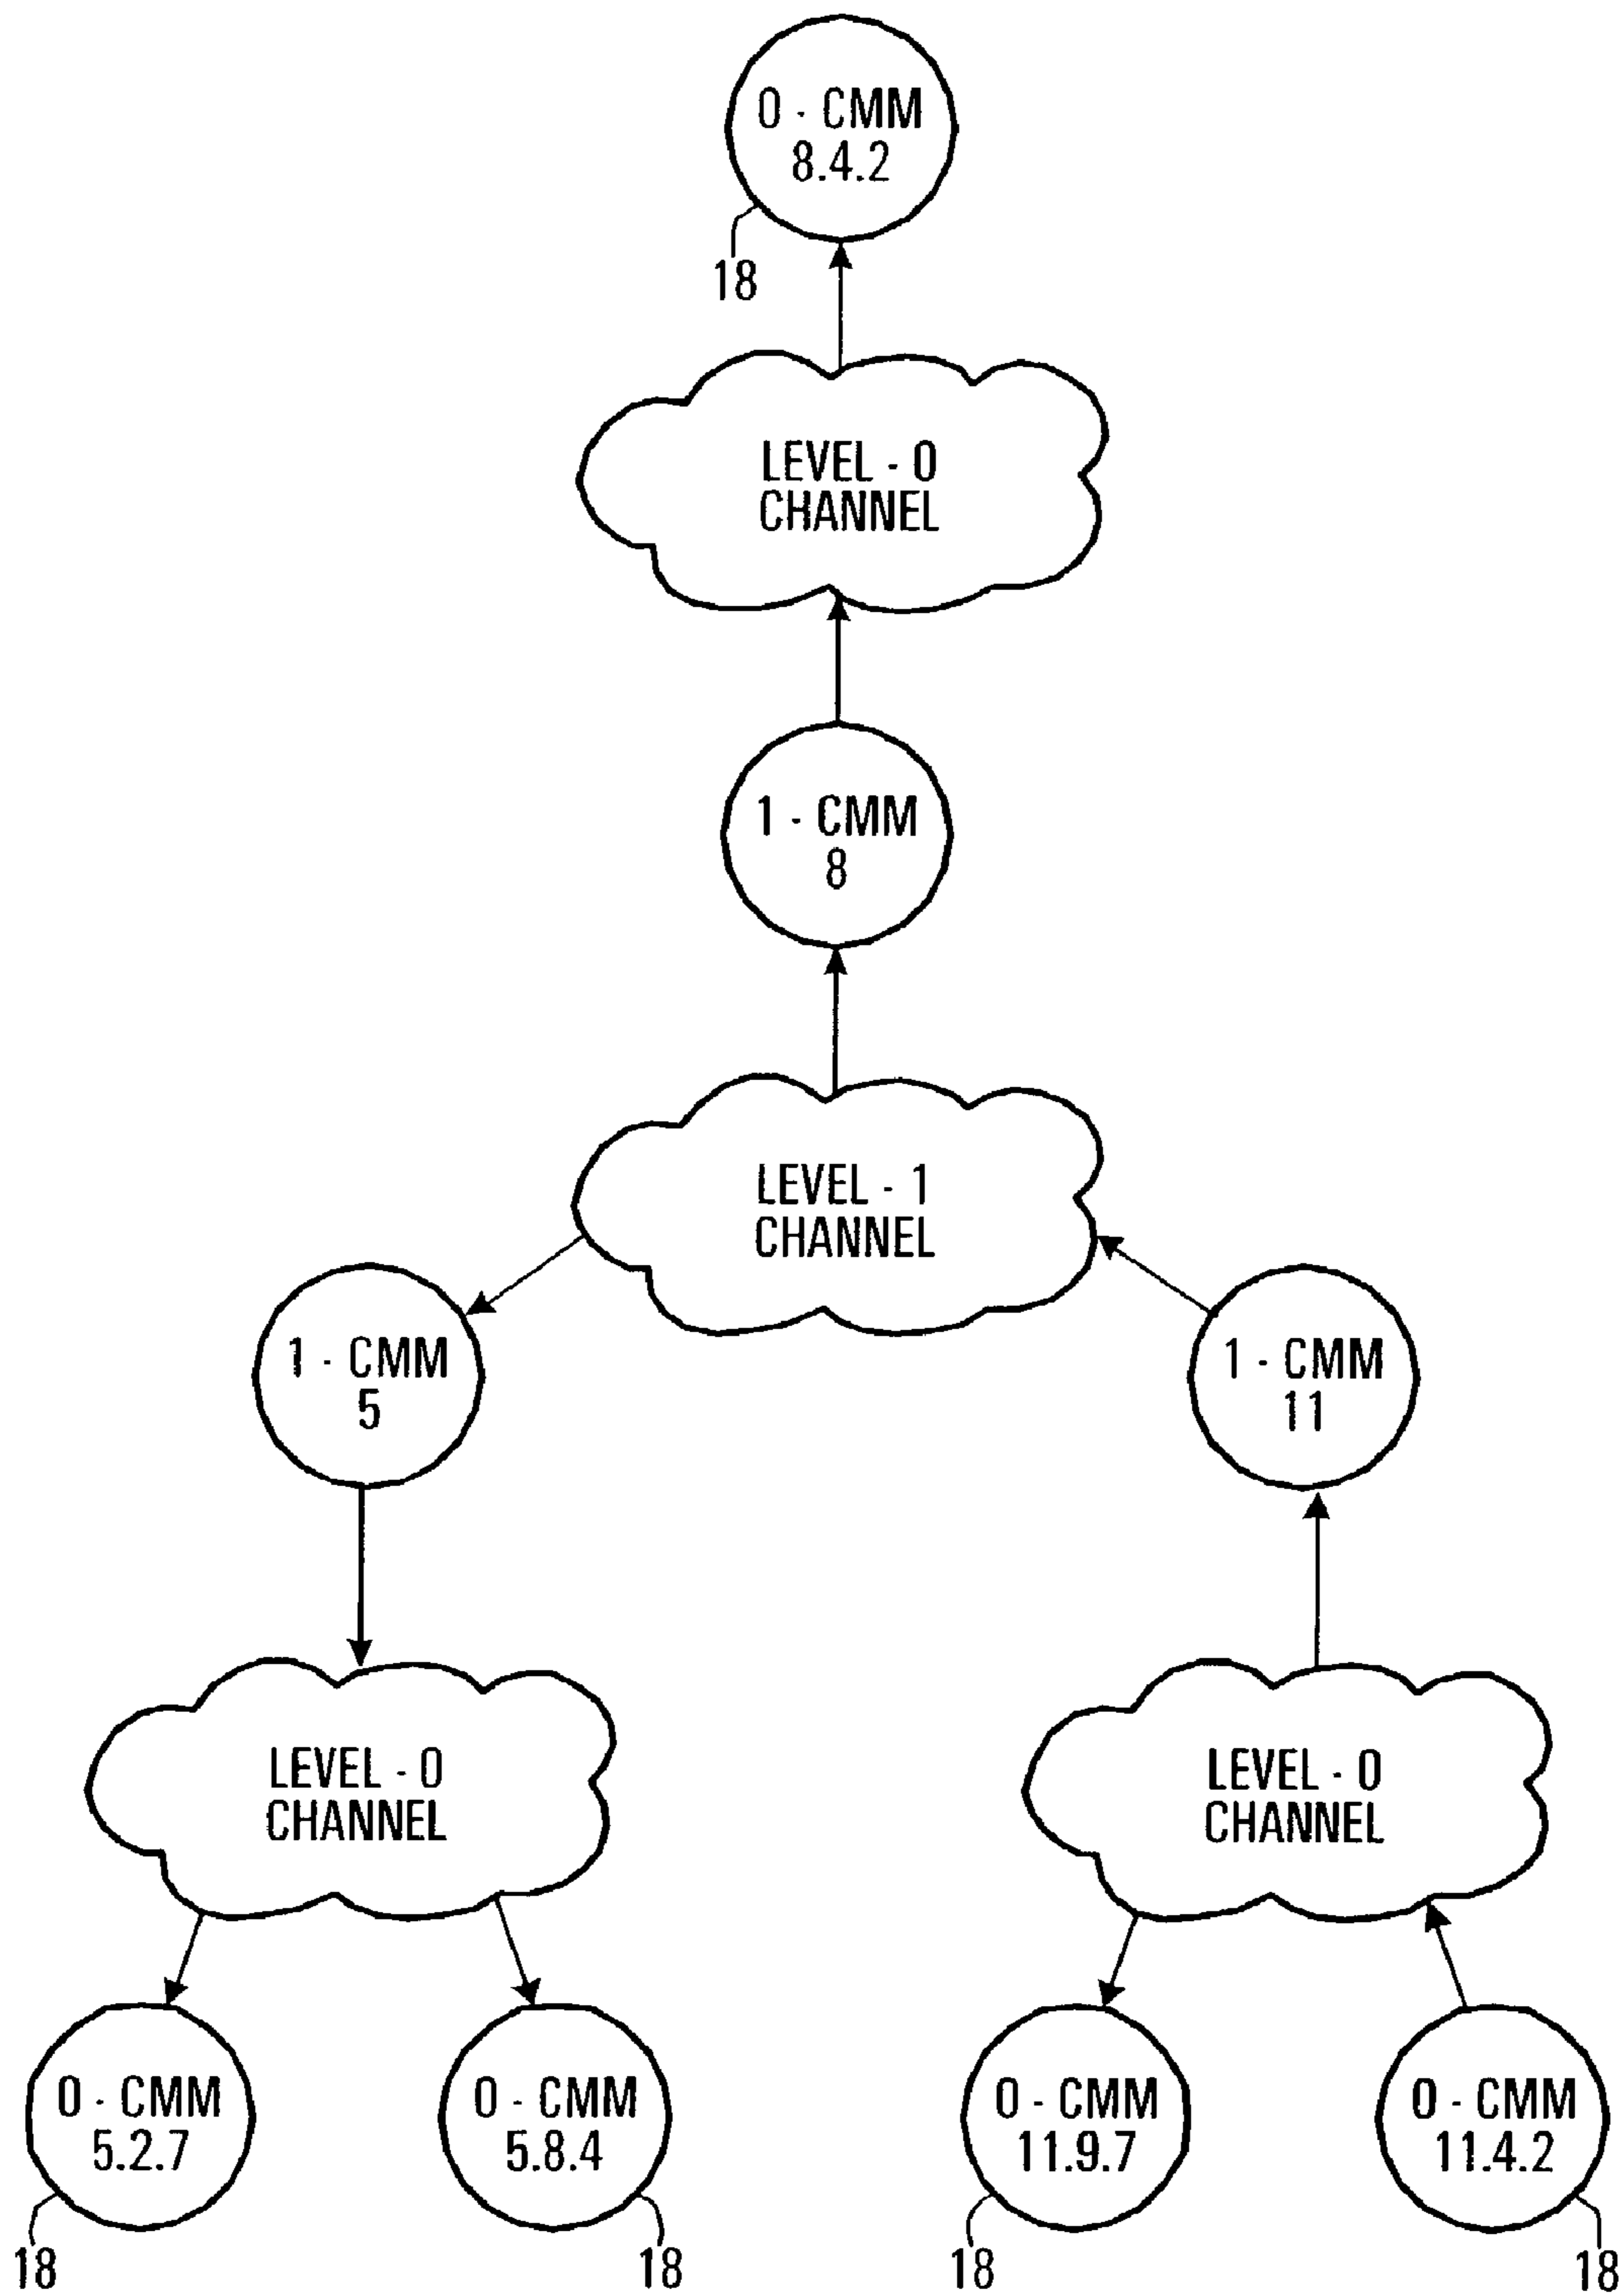 0 - CMM
8.4.2
18
LEVEL - 0
CHANNEL
1 - CMM
8
LEVEL - 1
CHANNEL
1 - CMM
5
1 - CMM
11
LEVEL - 0
CHANNEL
LEVEL - 0
CHANNEL
0 - CMM
5.2.7
0 - CMM
5.8.4
0 - CMM
11.9.7
0 - CMM
11.4.2
18
18
18
18